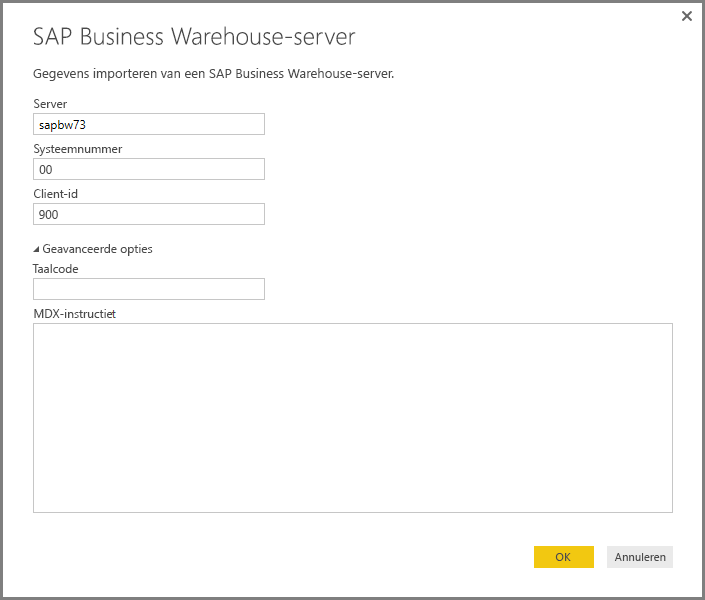 SAP Business Warehouse-server
Gegevens importeren van een SAP Business Warehouse-server.
Server
sapbw73
Systeemnummer
00
Client-id
900
Geavanceerde opties
Taalcode
MDX-instructiet
OK
Annuleren